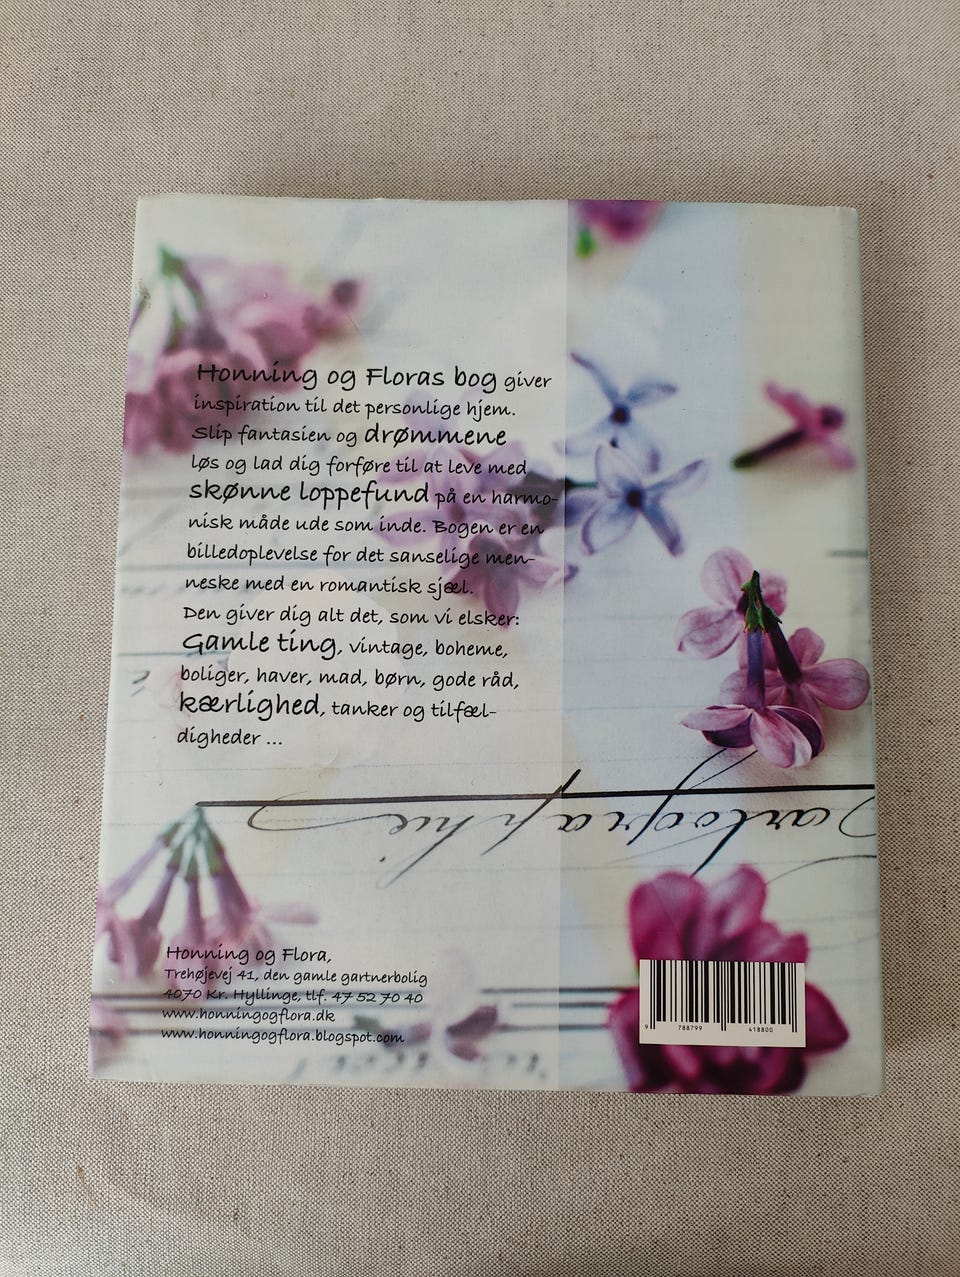 Honning og Floras bog giver
inspiration til det personlige hjem.
Slip fantasien og drømmene
løs og lad dig forføre til at leve med
skønne loppefund på en harmo-
nisk måde ude som inde. Bogen er en
billedoplevelse for det sanselige men-
neske med en romantisk sjæl.
Den giver dig alt det, som vi elsker:
Gamle ting, vintage, boheme,
boliger, haver, mad, børn, gode råd,
kærlighed, tanker og tilfæl-
digheder ...
Honning og Flora,
Trehøjevej 41, den gamle gartnerbolig
4070 Kr. Hyllinge, tlf. 47 52 70 40
www.honningogflora.dk
www.honningogflora.blogspot.com
9 788799 418800